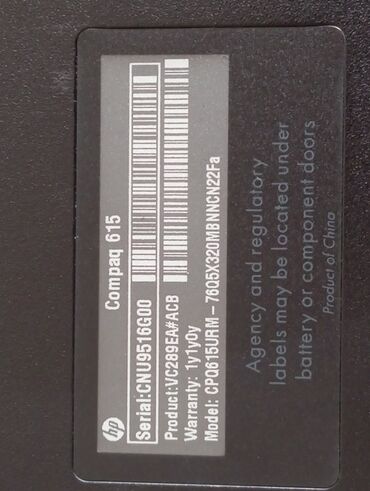 hp
Compaq 615
Serial:CNU9516G00
Product:VC289EA#ACB
Warranty: 1y1y0y
Model: CPQ615URM – 76Q5X320MBNNCN22Fa
Agency and regulatory
labels may be located under
battery or component doors
Product of China